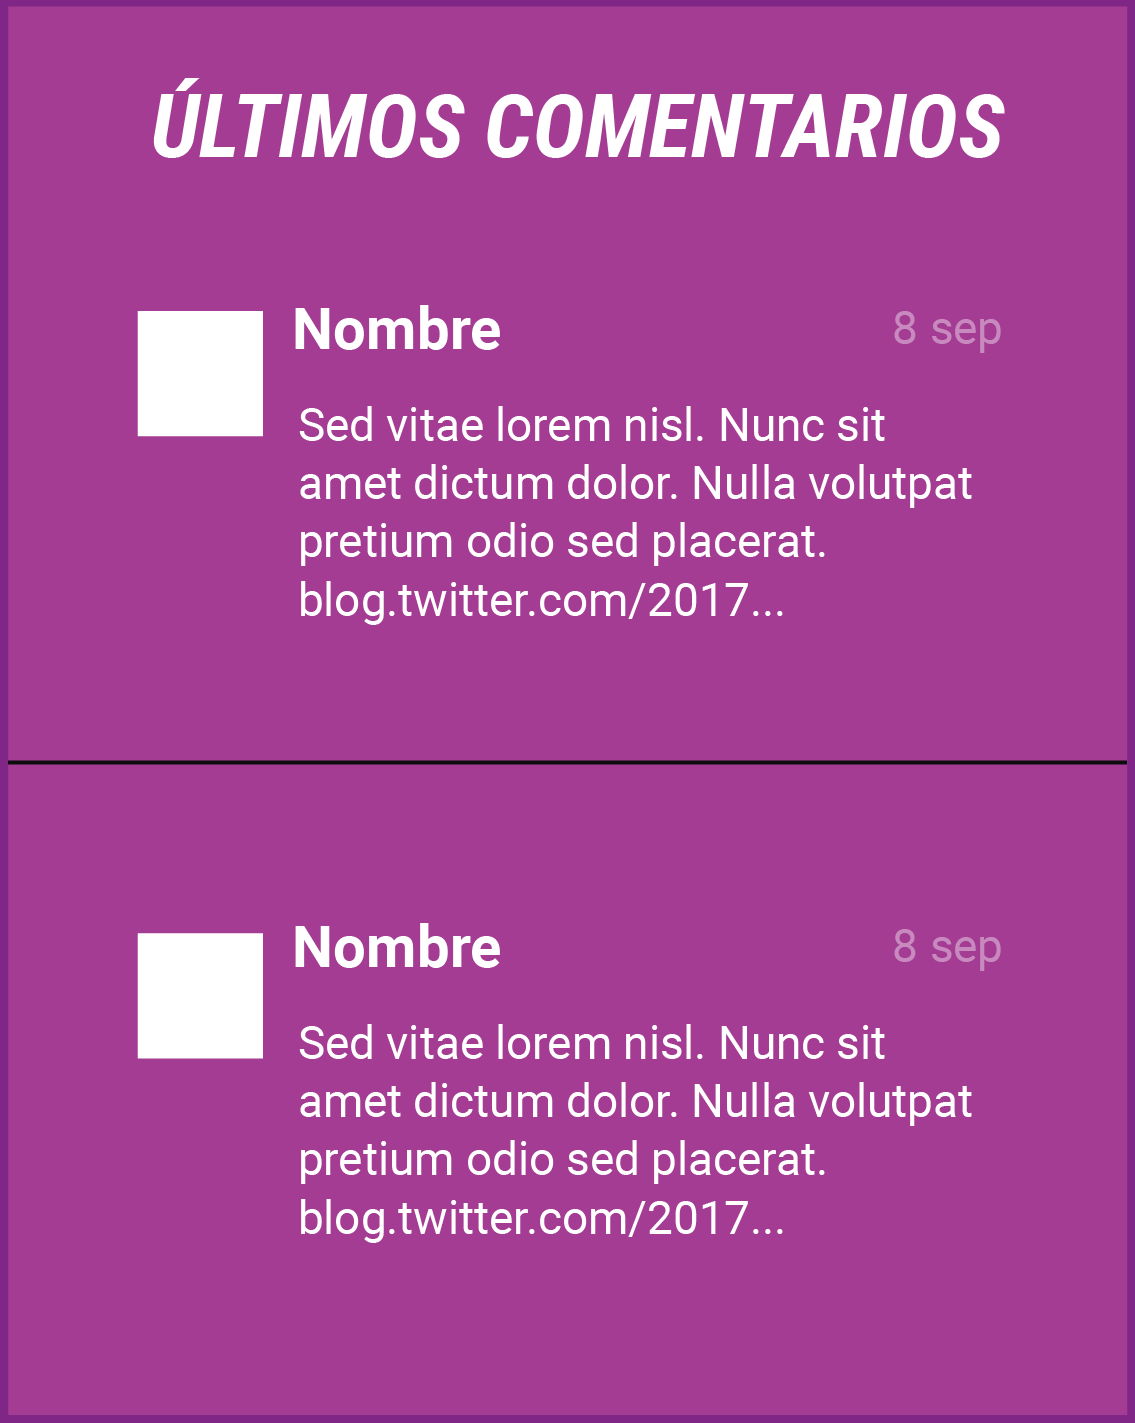 ÚLTIMOS COMENTARIOS
Nombre
8 sep
Sed vitae lorem nisl. Nunc sit
amet dictum dolor. Nulla volutpat
pretium odio sed placerat.
blog.twitter.com/2017...
Nombre
8 sep
Sed vitae lorem nisl. Nunc sit
amet dictum dolor. Nulla volutpat
pretium odio sed placerat.
blog.twitter.com/2017...